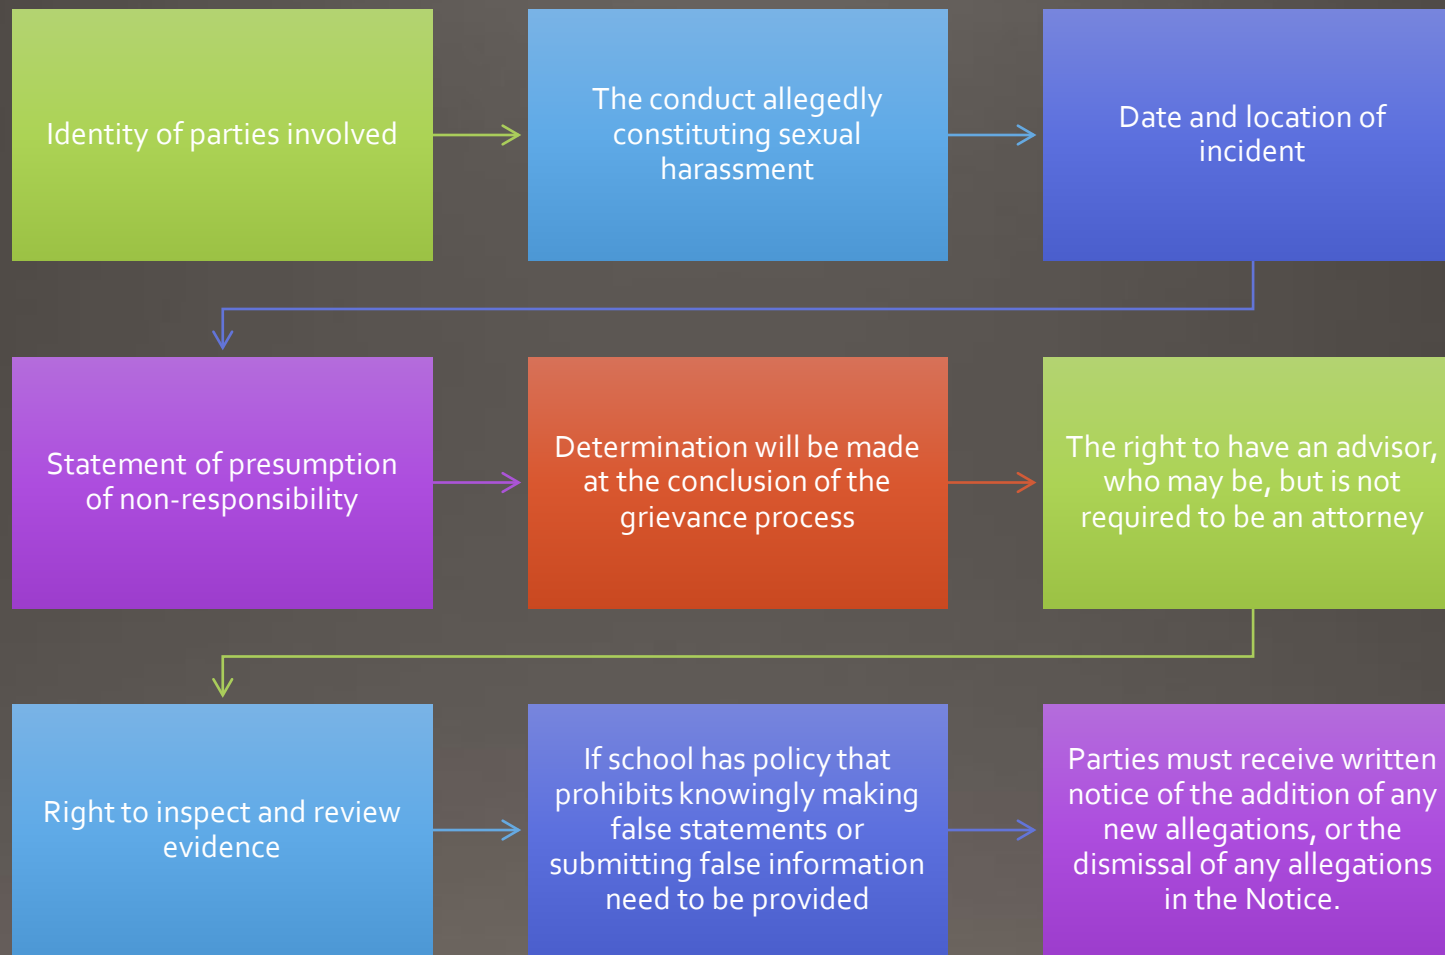 Identity of parties involved
The conduct allegedly
constituting sexual
harassment
Date and location of
incident
Statement of presumption
of non-responsibility
Determination will be made
at the conclusion of the
grievance process
The right to have an advisor,
who may be, but is not
required to be an attorney
Right to inspect and review
evidence
If school has policy that
prohibits knowingly making
false statements or
submitting false information
need to be provided
Parties must receive written
notice of the addition of any
new allegations, or the
dismissal of any allegations
in the Notice.